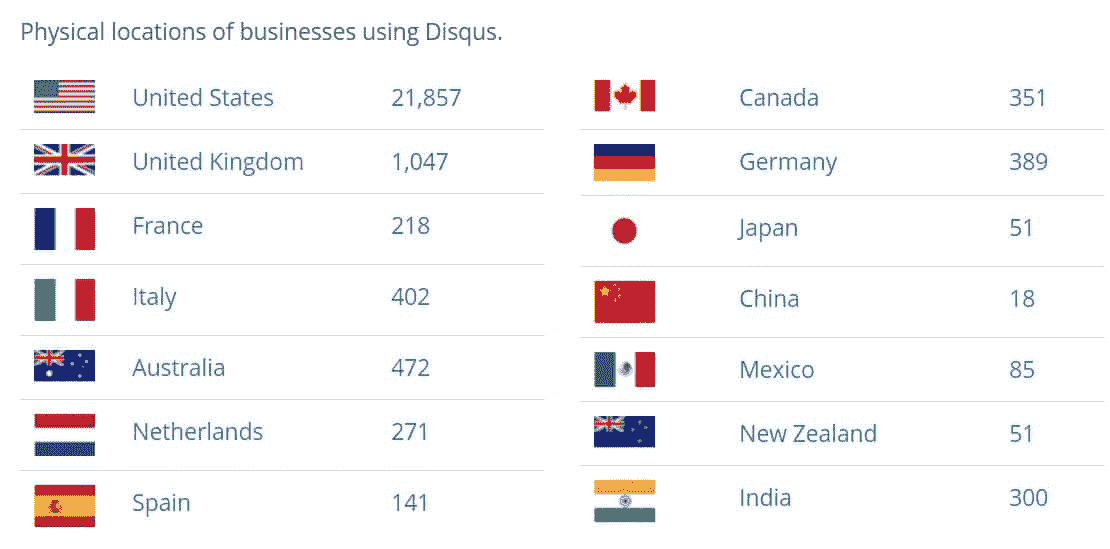 Physical locations of businesses using Disqus.
United States 21,857
United Kingdom 1,047
France 218
Italy 402
Australia 472
Netherlands 271
Spain 141
Canada 351
Germany 389
Japan 51
China 18
Mexico 85
New Zealand 51
India 300